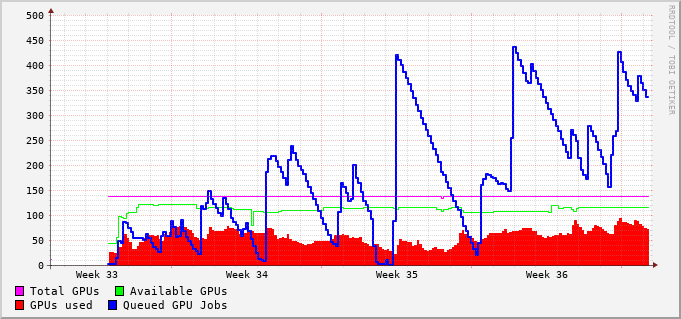 500
450
400
350
300
250
200
150
100
50
0
Week 33 Week 34 Week 35 Week 36
Total GPUs Available GPUs
GPUs used Queued GPU Jobs
RRDTOOL / TOBI OETIKER